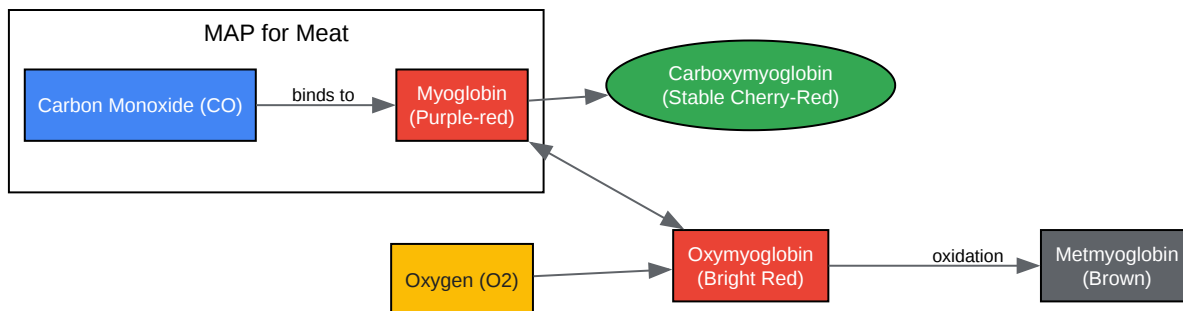 MAP for Meat
Carbon Monoxide (CO)
binds to
Myoglobin
(Purple-red)
Carboxymyoglobin
(Stable Cherry-Red)
Oxygen (O2)
Oxymyoglobin
(Bright Red)
oxidation
Metmyoglobin
(Brown)